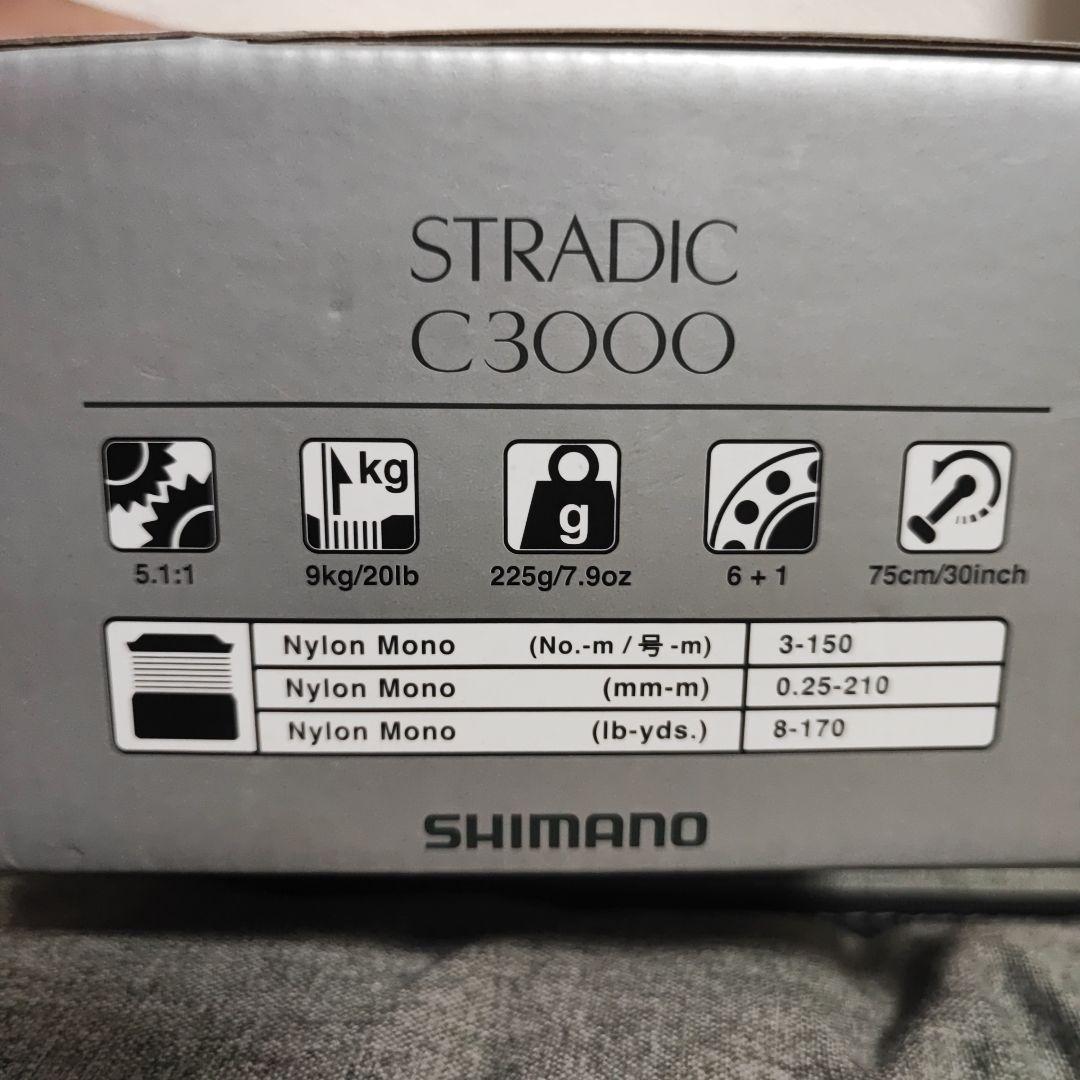 STRADIC
C3000
kg
g
5.1:1 9kg/20lb 225g/7.9oz 6 + 1 75cm/30inch
Nylon Mono (No.-m / 号 -m) 3-150
Nylon Mono (mm-m) 0.25-210
Nylon Mono (lb-yds.) 8-170
SHIMANO